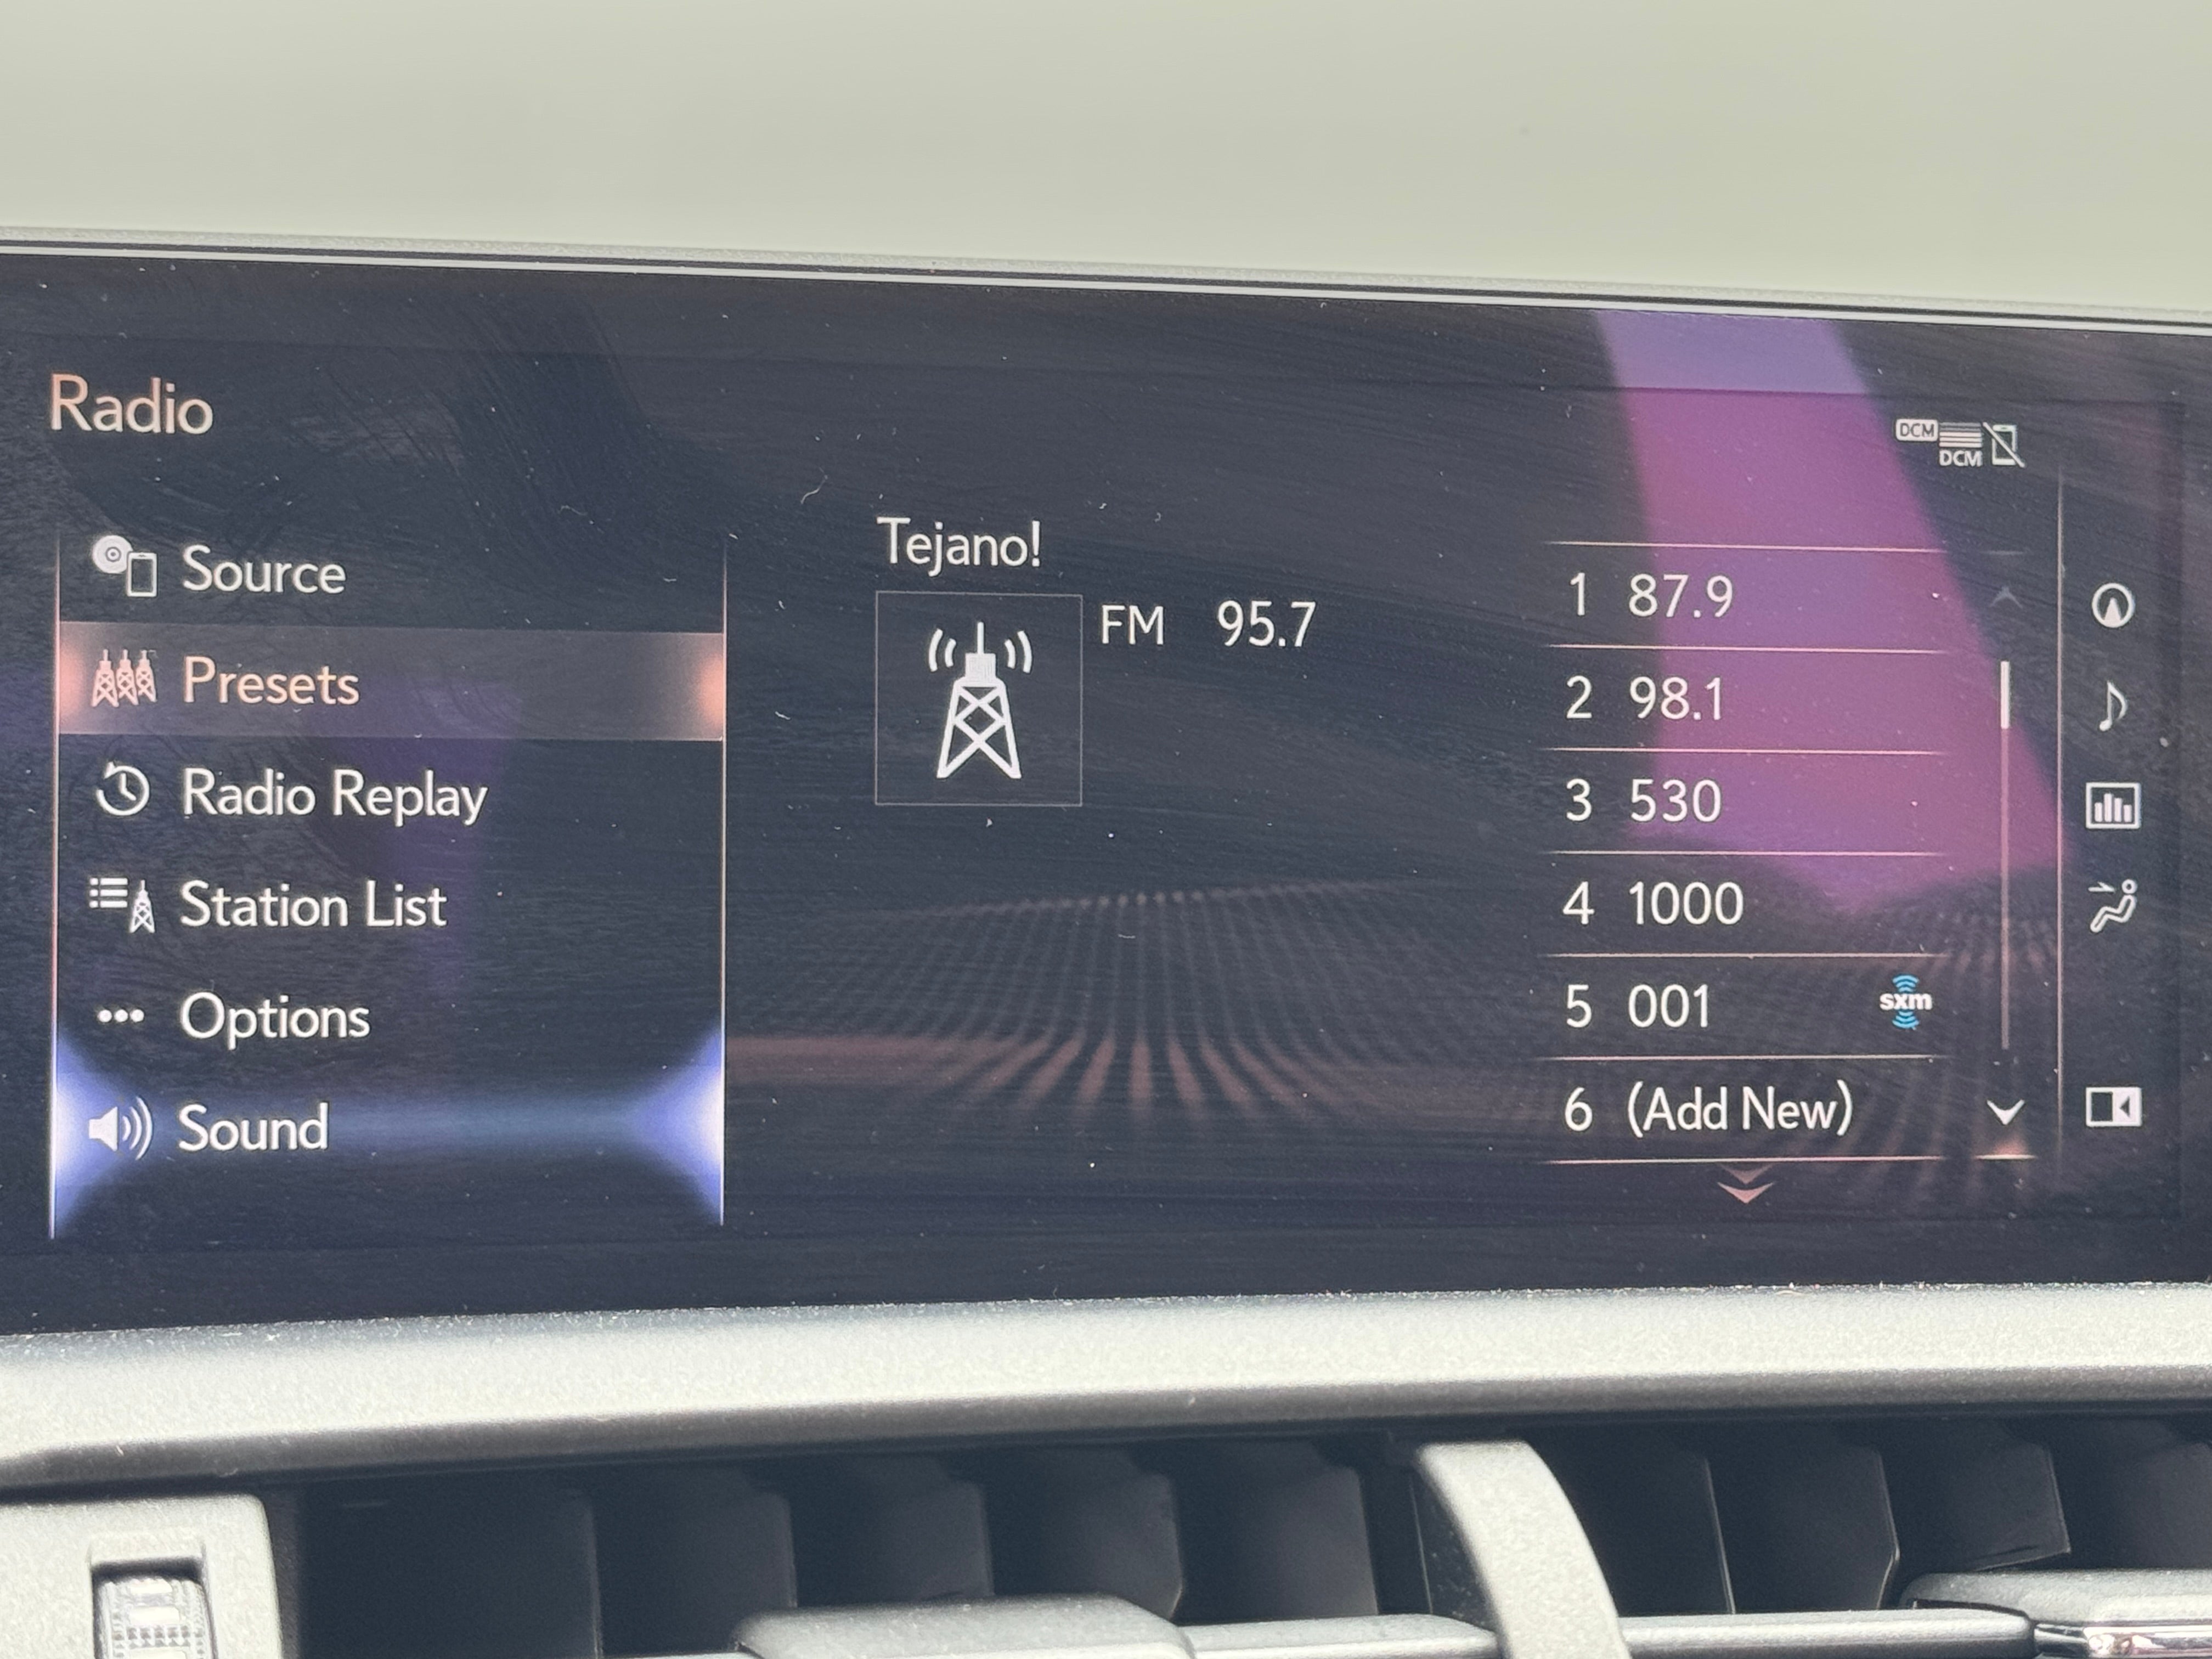 Radio
DCM
DCM
Source
Presets
Radio Replay
Station List
Options
Sound
Tejano!
FM 95.7
1 87.9
2 98.1
3 530
4 1000
5 001 sxm
6 (Add New)